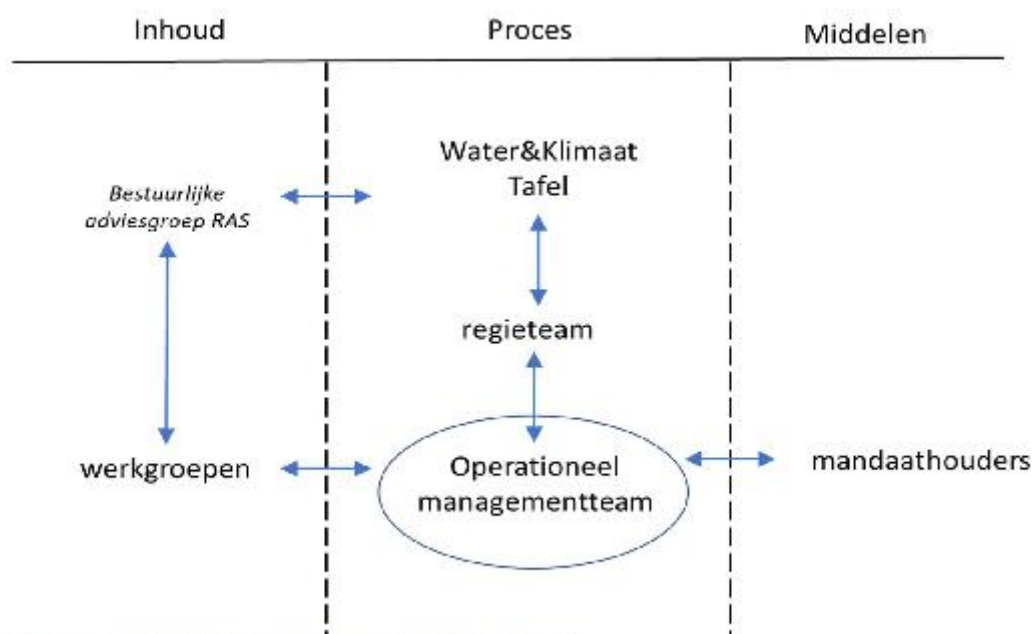 Inhoud
Proces
Middelen
Water&Klimaat
Tafel
Bestuurlijke
adviesgroep RAS
regieteam
werkgroepen
Operationeel
managementteam
mandaathouders